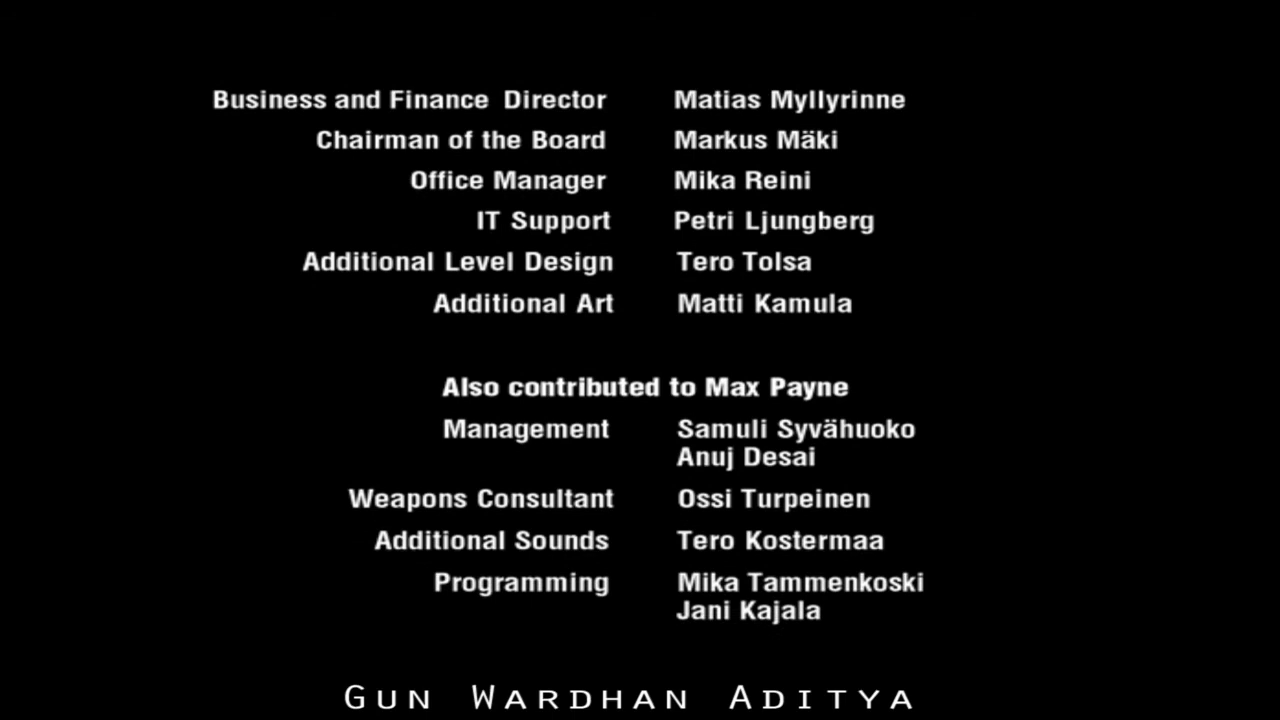 Business and Finance Director Matias Myllyrinne
Chairman of the Board Markus Mäki
Office Manager Mika Reini
IT Support Petri Ljungberg
Additional Level Design Tero Tolsa
Additional Art Matti Kamula
Also contributed to Max Payne
Management Samuli Syvähuoko
Anuj Desai
Weapons Consultant Ossi Turpeinen
Additional Sounds Tero Kostermaa
Programming Mika Tammenkoski
Jani Kajala
Gun Wardhan Aditya